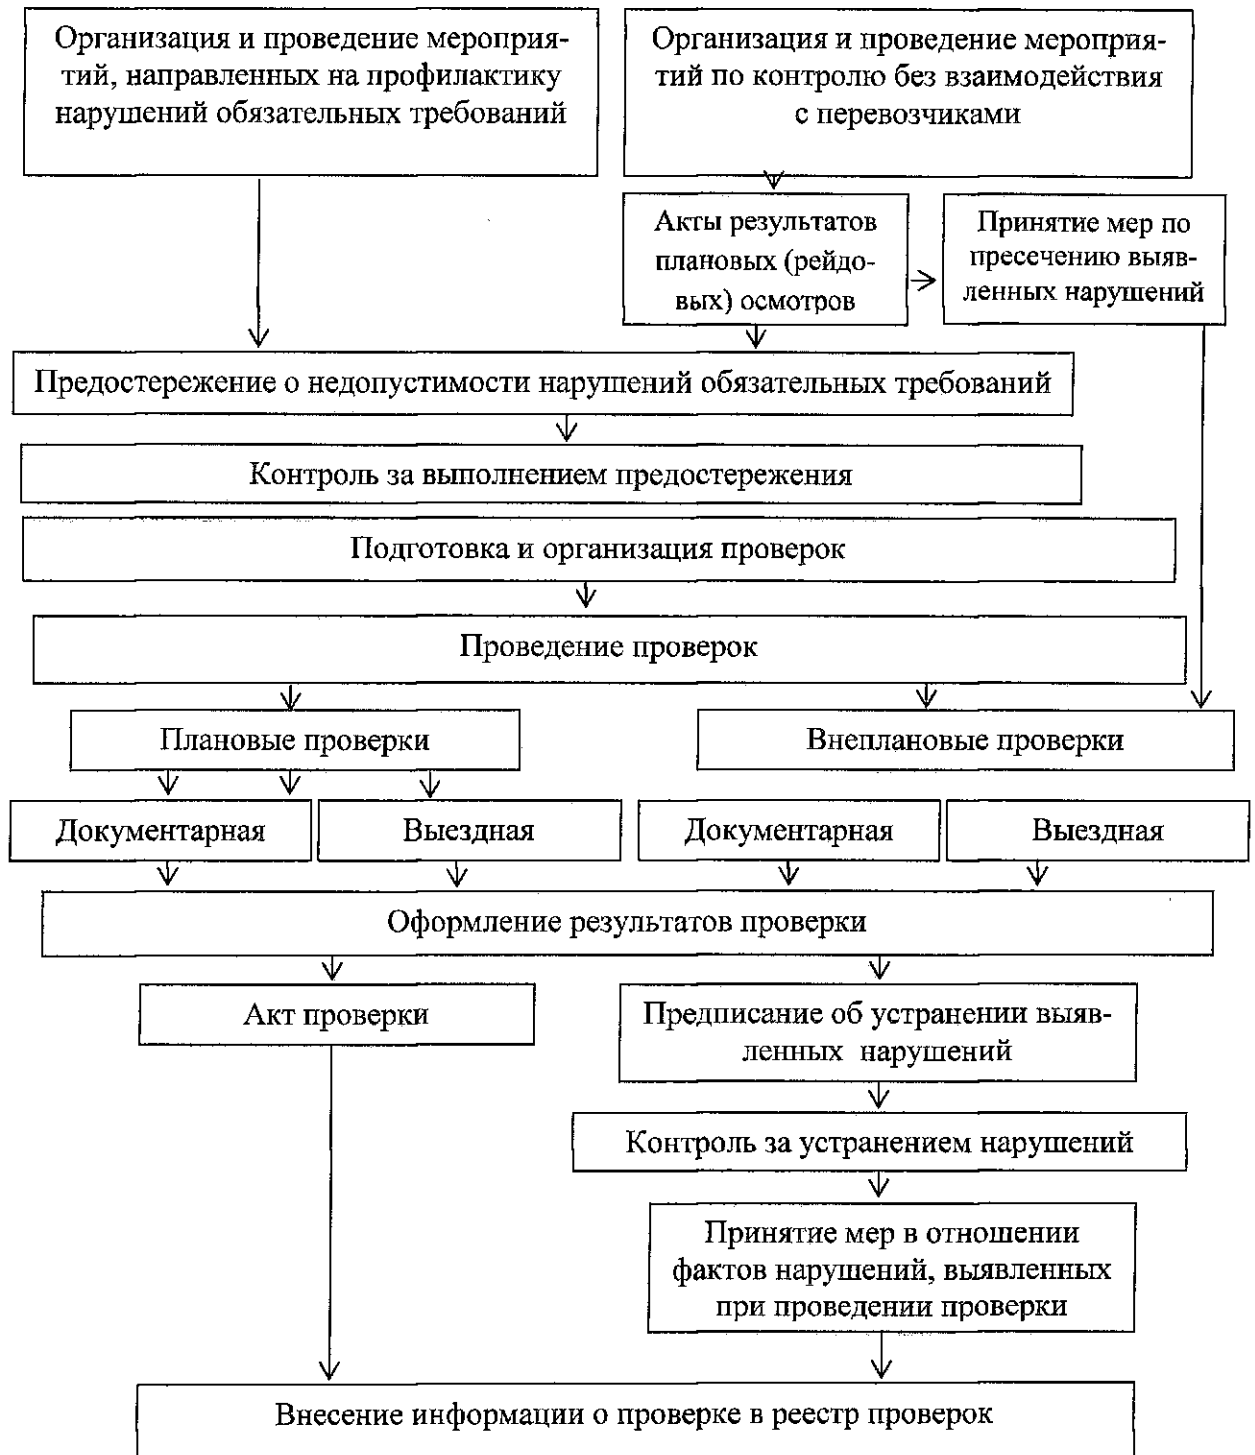 Организация и проведение мероприя-
тий, направленных на профилактику
нарушений обязательных требований
Организация и проведение мероприя-
тий по контролю без взаимодействия
с перевозчиками
Акты результатов
плановых (рейдо-
вых) осмотров
Принятие мер по
пресечению выяв-
ленных нарушений
Предостережение о недопустимости нарушений обязательных требований
Контроль за выполнением предостережения
Подготовка и организация проверок
Проведение проверок
Плановые проверки
Внеплановые проверки
Документарная
Выездная
Документарная
Выездная
Оформление результатов проверки
Акт проверки
Предписание об устранении выяв-
ленных нарушений
Контроль за устранением нарушений
Принятие мер в отношении
фактов нарушений, выявленных
при проведении проверки
Внесение информации о проверке в реестр проверок